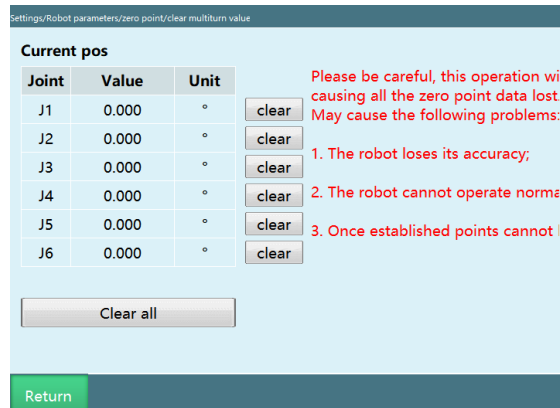 Settings/Robot parameters/zero point/clear multiturn value
Current pos
Joint Value Unit
J1 0.000 ° clear
J2 0.000 ° clear
J3 0.000 ° clear
J4 0.000 ° clear
J5 0.000 ° clear
J6 0.000 ° clear
Please be careful, this operation wi
causing all the zero point data lost.
May cause the following problems:
1. The robot loses its accuracy;
2. The robot cannot operate norma
3. Once established points cannot
Clear all
Return